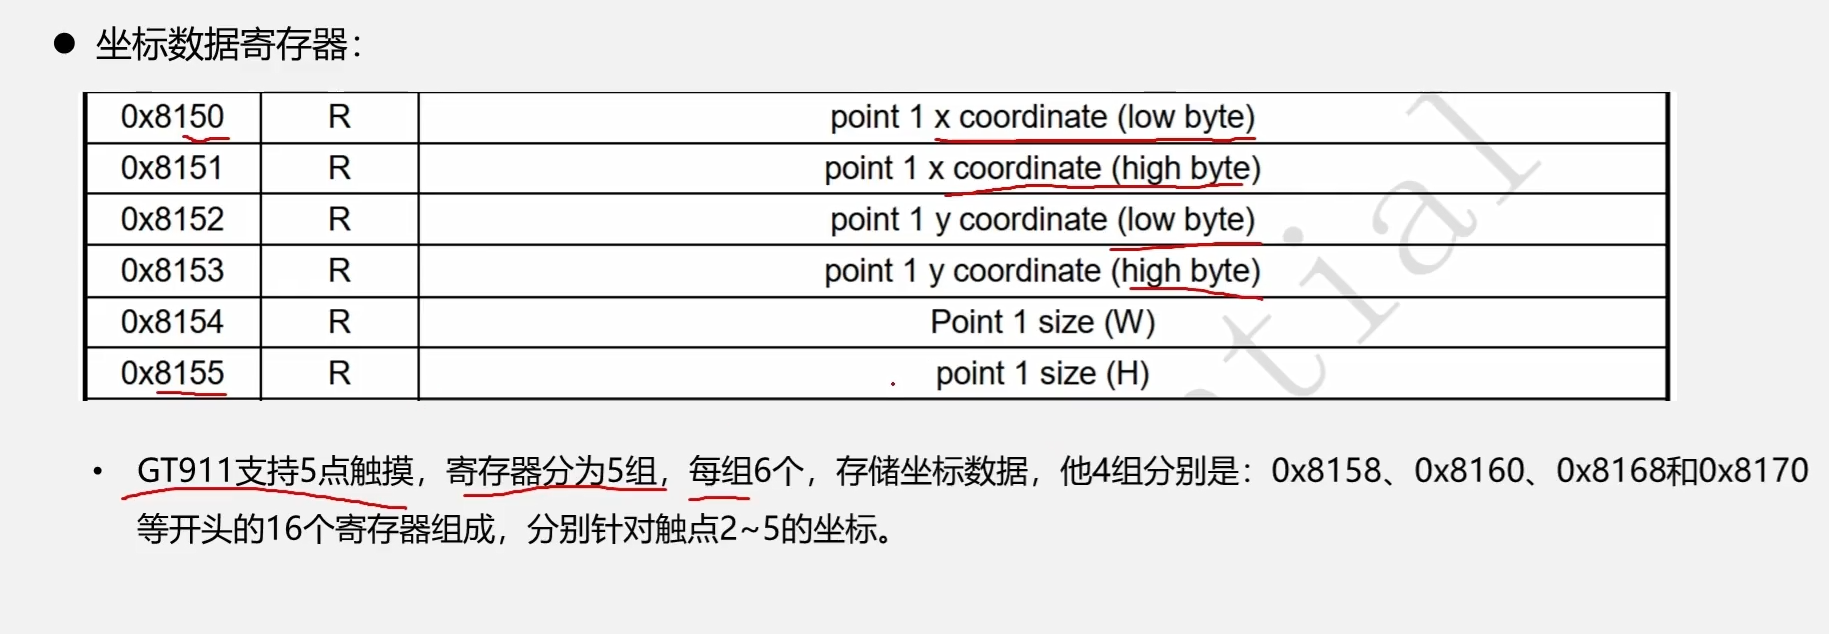 ● 坐标数据寄存器：
0x8150 R point 1 x coordinate (low byte)
0x8151 R point 1 x coordinate (high byte)
0x8152 R point 1 y coordinate (low byte)
0x8153 R point 1 y coordinate (high byte)
0x8154 R Point 1 size (W)
0x8155 R point 1 size (H)
tial
• GT911支持5点触摸，寄存器分为5组，每组6个，存储坐标数据，他4组分别是：0x8158、0x8160、0x8168和0x8170
等开头的16个寄存器组成，分别针对触点2~5的坐标。